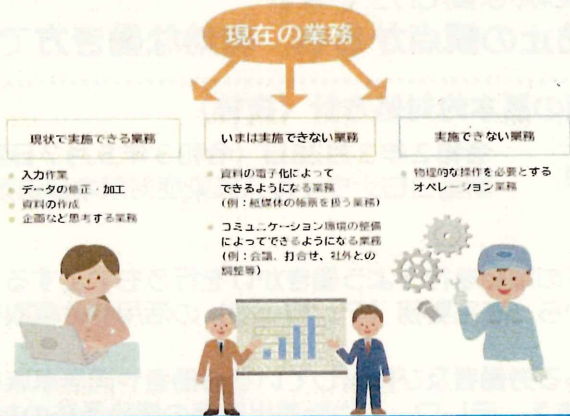 現在の業務
現状で実施できる業務
入力作業
データの修正・加工
資料の作成
企画など思考する業務
いまは実施できない業務
資料の電子化によって
できるようになる業務
(例:紙媒体の帳票を扱う業務)
コミュニケーション環境の整備
によってできるようになる業務
(例:会議、打合せ、社外との
調整等)
実施できない業務
物理的な操作を必要とする
オペレーション業務